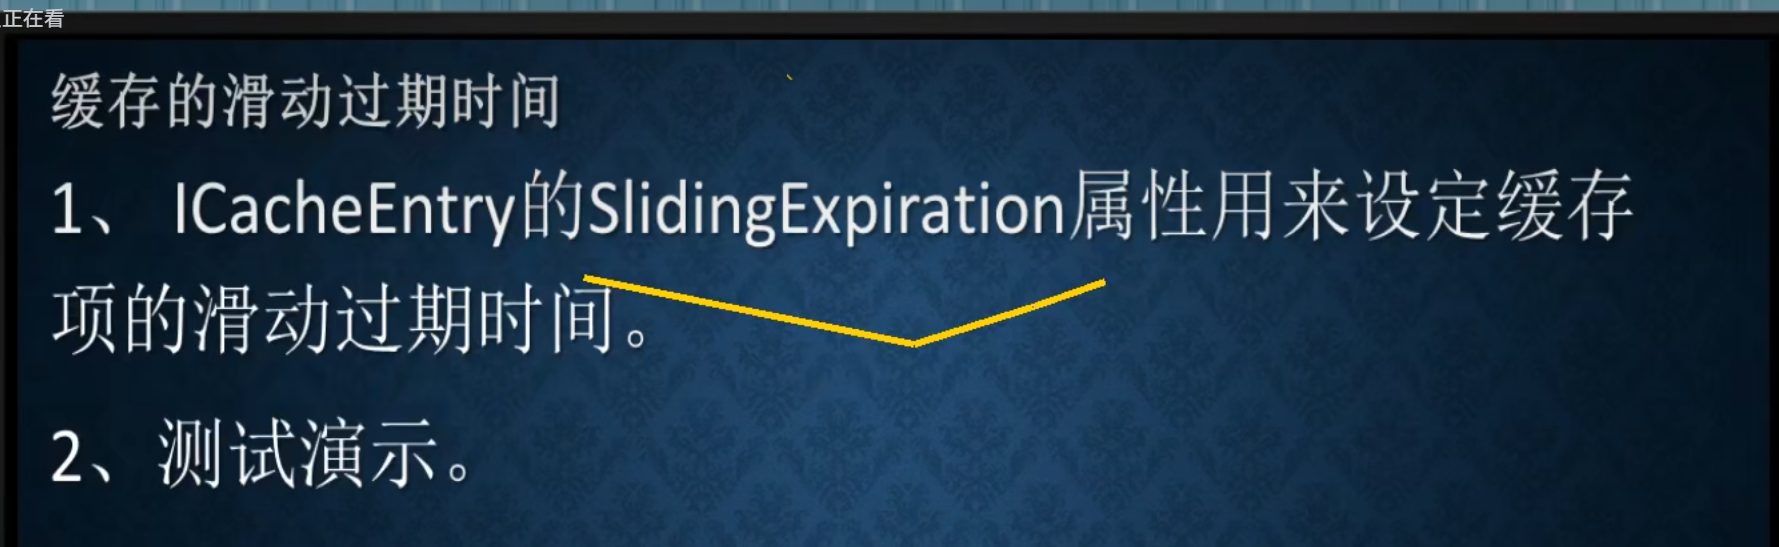 正在看
缓存的滑动过期时间
1、 ICacheEntry的SlidingExpiration属性用来设定缓存
项的滑动过期时间。
2、测试演示。